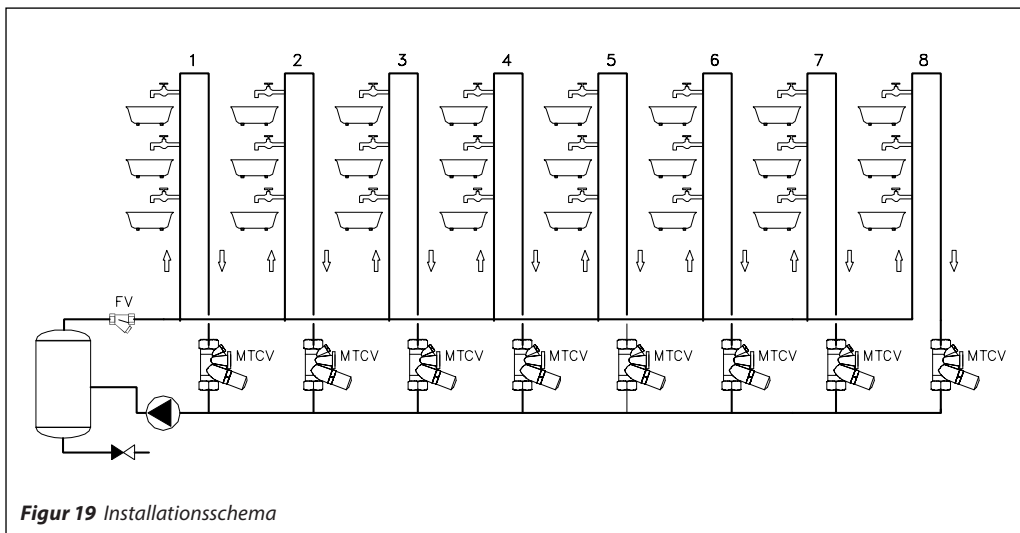 1 2 3 4 5 6 7 8
FV
MTCV MTCV MTCV MTCV MTCV MTCV MTCV MTCV
Figur 19 Installationsschema